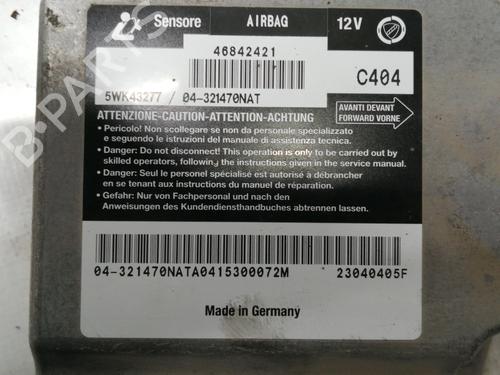 Sensore AIRBAG 12V
46842421
5WK43277 / 04-321470NAT
C404
ATTENZIONE-CAUTION-ATTENTION-ACHTUNG
AVANTI DEVANT
FORWARD VORNE
• Pericolo! Non scollegare se non da personale specializzato
e seguendo le istruzioni del manuale di assistenza tecnica.
• Danger: Do not disconnect! This operation is only to be carried out by
skilled operators, following the instructions given in the service manual.
• Danger: Seul le personel spécialisé est autorisé à débrancher
en se tenant aux instructions du manuel de réparation.
• Gefahr: Nur von Fachpersonal und nach den
Anweisungen des Kundendiensthandbuches abtrennen lassen.
04-321470NATA0415300072M 23040405F
Made in Germany
B-PARTS